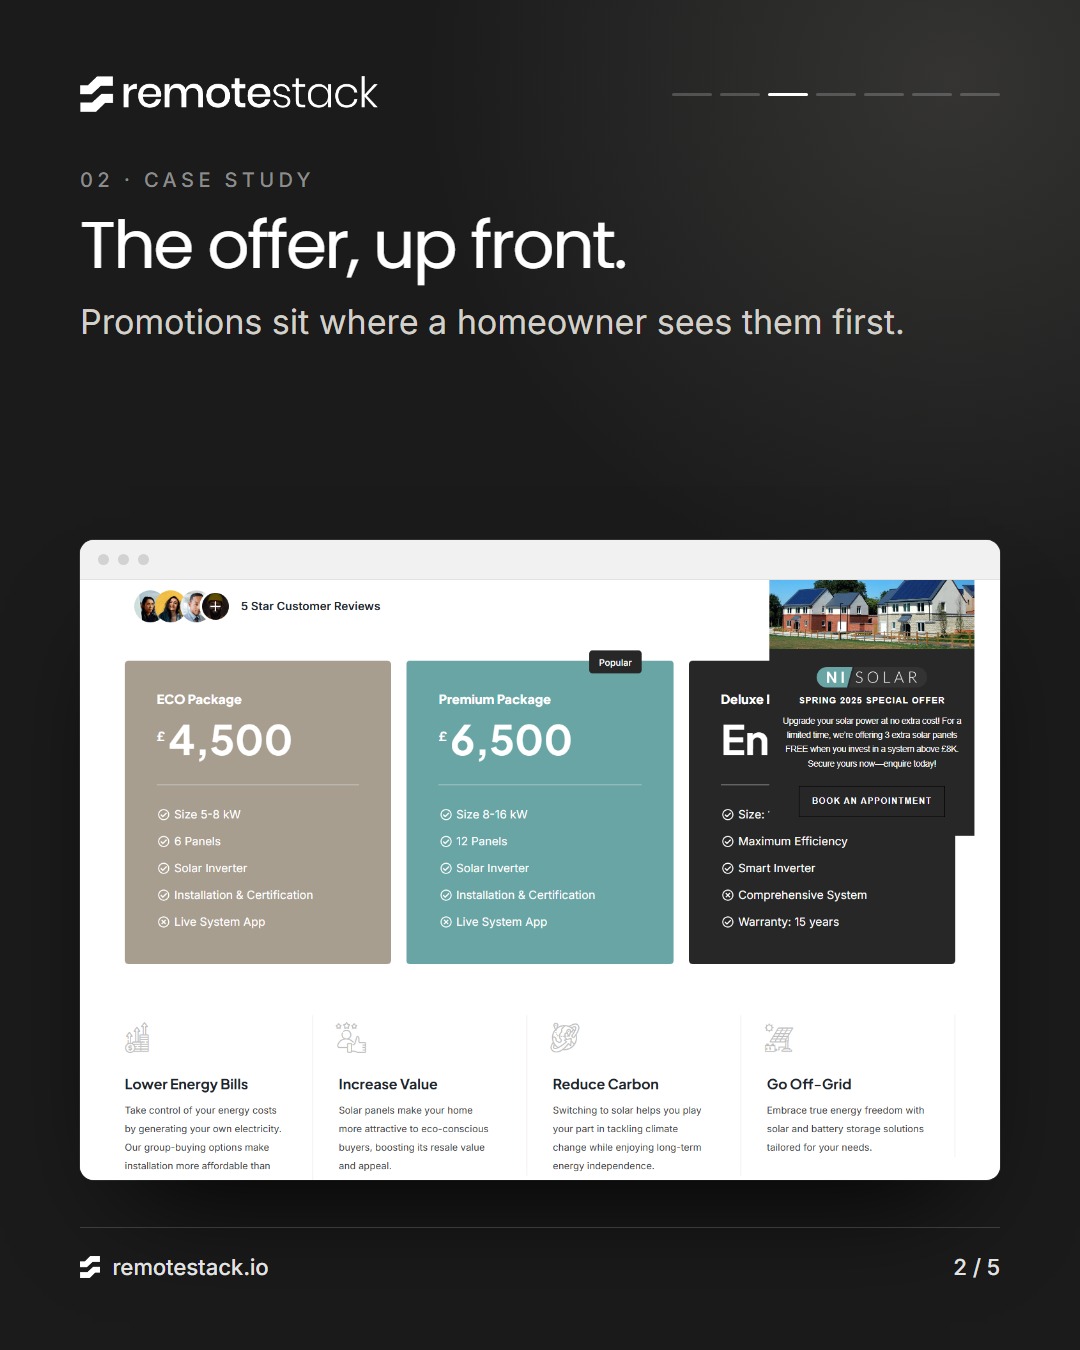 remotestack
02 · CASE STUDY
The offer, up front.
Promotions sit where a homeowner sees them first.
5 Star Customer Reviews
ECO Package
£4,500
Size 5-8 kW
6 Panels
Solar Inverter
Installation & Certification
Live System App
Popular
Premium Package
£6,500
Size 8-16 kW
12 Panels
Solar Inverter
Installation & Certification
Live System App
Deluxe
En
Size:
Maximum Efficiency
Smart Inverter
Comprehensive System
Warranty: 15 years
NI SOLAR
SPRING 2025 SPECIAL OFFER
Upgrade your solar power at no extra cost! For a
limited time, we're offering 3 extra solar panels
FREE when you invest in a system above £8K.
Secure yours now—enquire today!
BOOK AN APPOINTMENT
Lower Energy Bills
Take control of your energy costs
by generating your own electricity.
Our group-buying options make
installation more affordable than
Increase Value
Solar panels make your home
more attractive to eco-conscious
buyers, boosting its resale value
and appeal.
Reduce Carbon
Switching to solar helps you play
your part in tackling climate
change while enjoying long-term
energy independence.
Go Off-Grid
Embrace true energy freedom with
solar and battery storage solutions
tailored for your needs.
remotestack.io
2 / 5